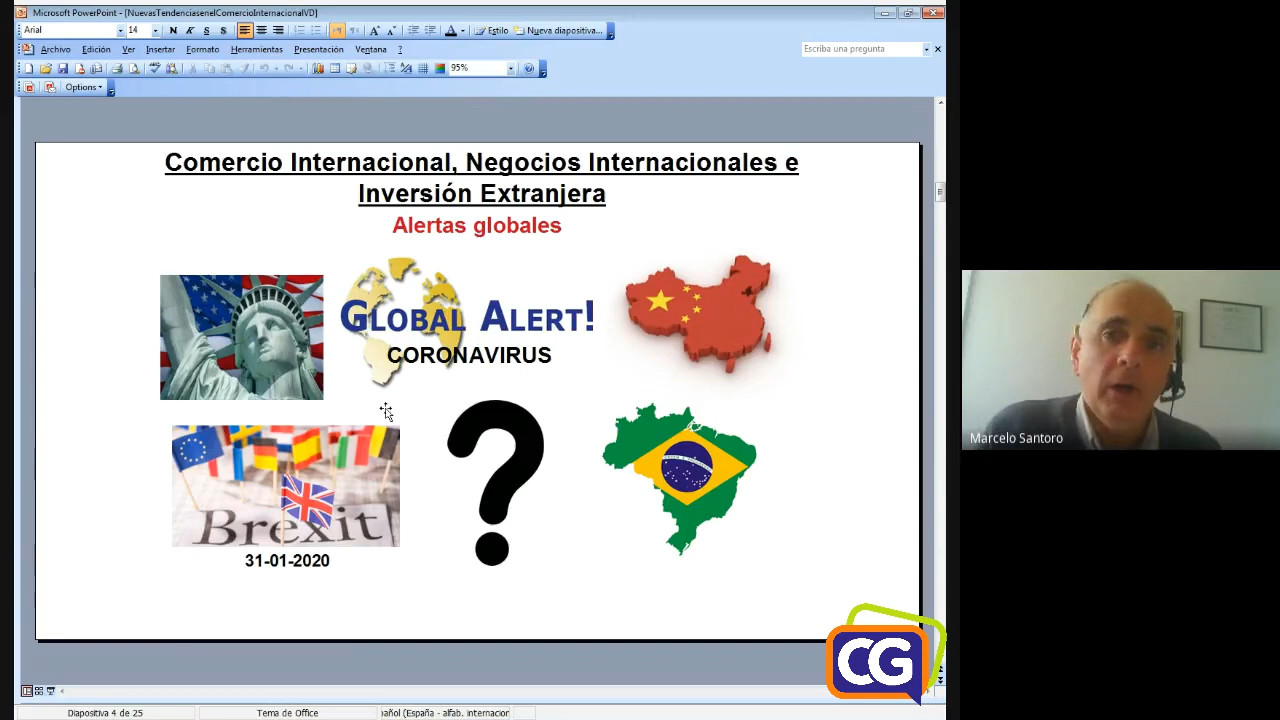 Microsoft PowerPoint - [NuevasTendenciasenelComercioInternacionalVD]
Arial 14 N K S S Estilo Nueva diapositiva...
Archivo Edición Ver Insertar Formato Herramientas Presentación Ventana ? Escriba una pregunta
95%
Options
Comercio Internacional, Negocios Internacionales e
Inversión Extranjera
Alertas globales
GLOBAL ALERT!
CORONAVIRUS
Brexit
31-01-2020
?
Marcelo Santoro
CG
Diapositiva 4 de 25 Tema de Office añol (España - alfab. internacion